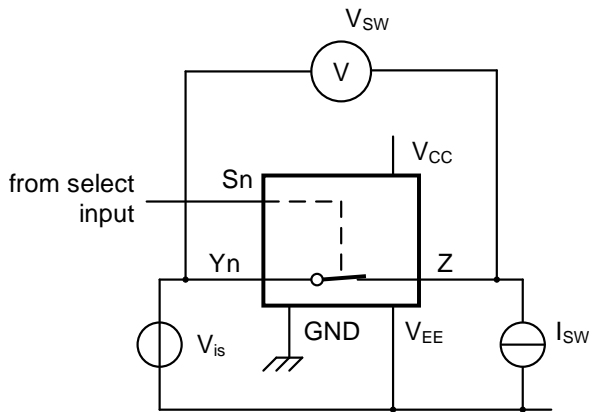 V_SW
V
V_CC
from select
input
Sn
Yn
Z
V_is
GND
V_EE
I_SW